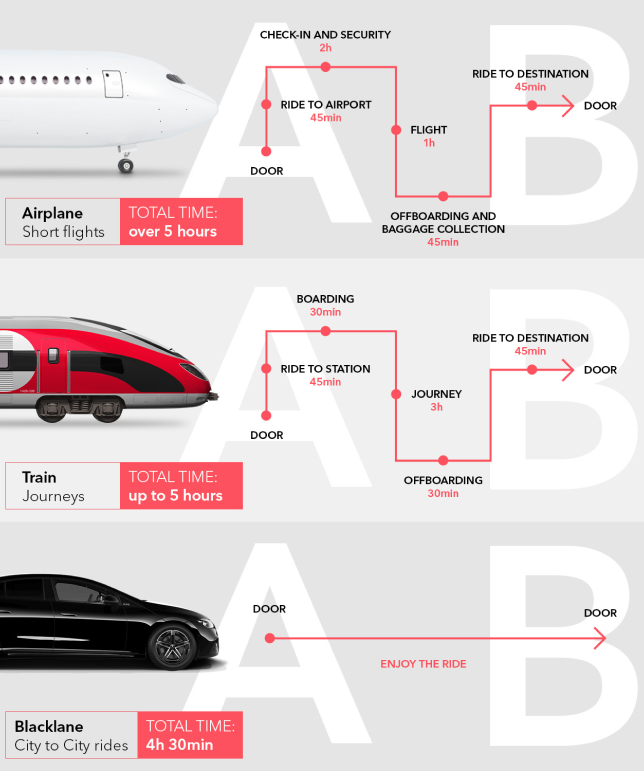 A
B
CHECK-IN AND SECURITY
2h
RIDE TO DESTINATION
45min
DOOR
RIDE TO AIRPORT
45min
FLIGHT
1h
DOOR
OFFBOARDING AND
BAGGAGE COLLECTION
45min
Airplane
Short flights
TOTAL TIME:
over 5 hours
A
B
BOARDING
30min
RIDE TO DESTINATION
45min
DOOR
RIDE TO STATION
45min
JOURNEY
3h
DOOR
OFFBOARDING
30min
Train
Journeys
TOTAL TIME:
up to 5 hours
A
B
DOOR
DOOR
ENJOY THE RIDE
Blacklane
City to City rides
TOTAL TIME:
4h 30min